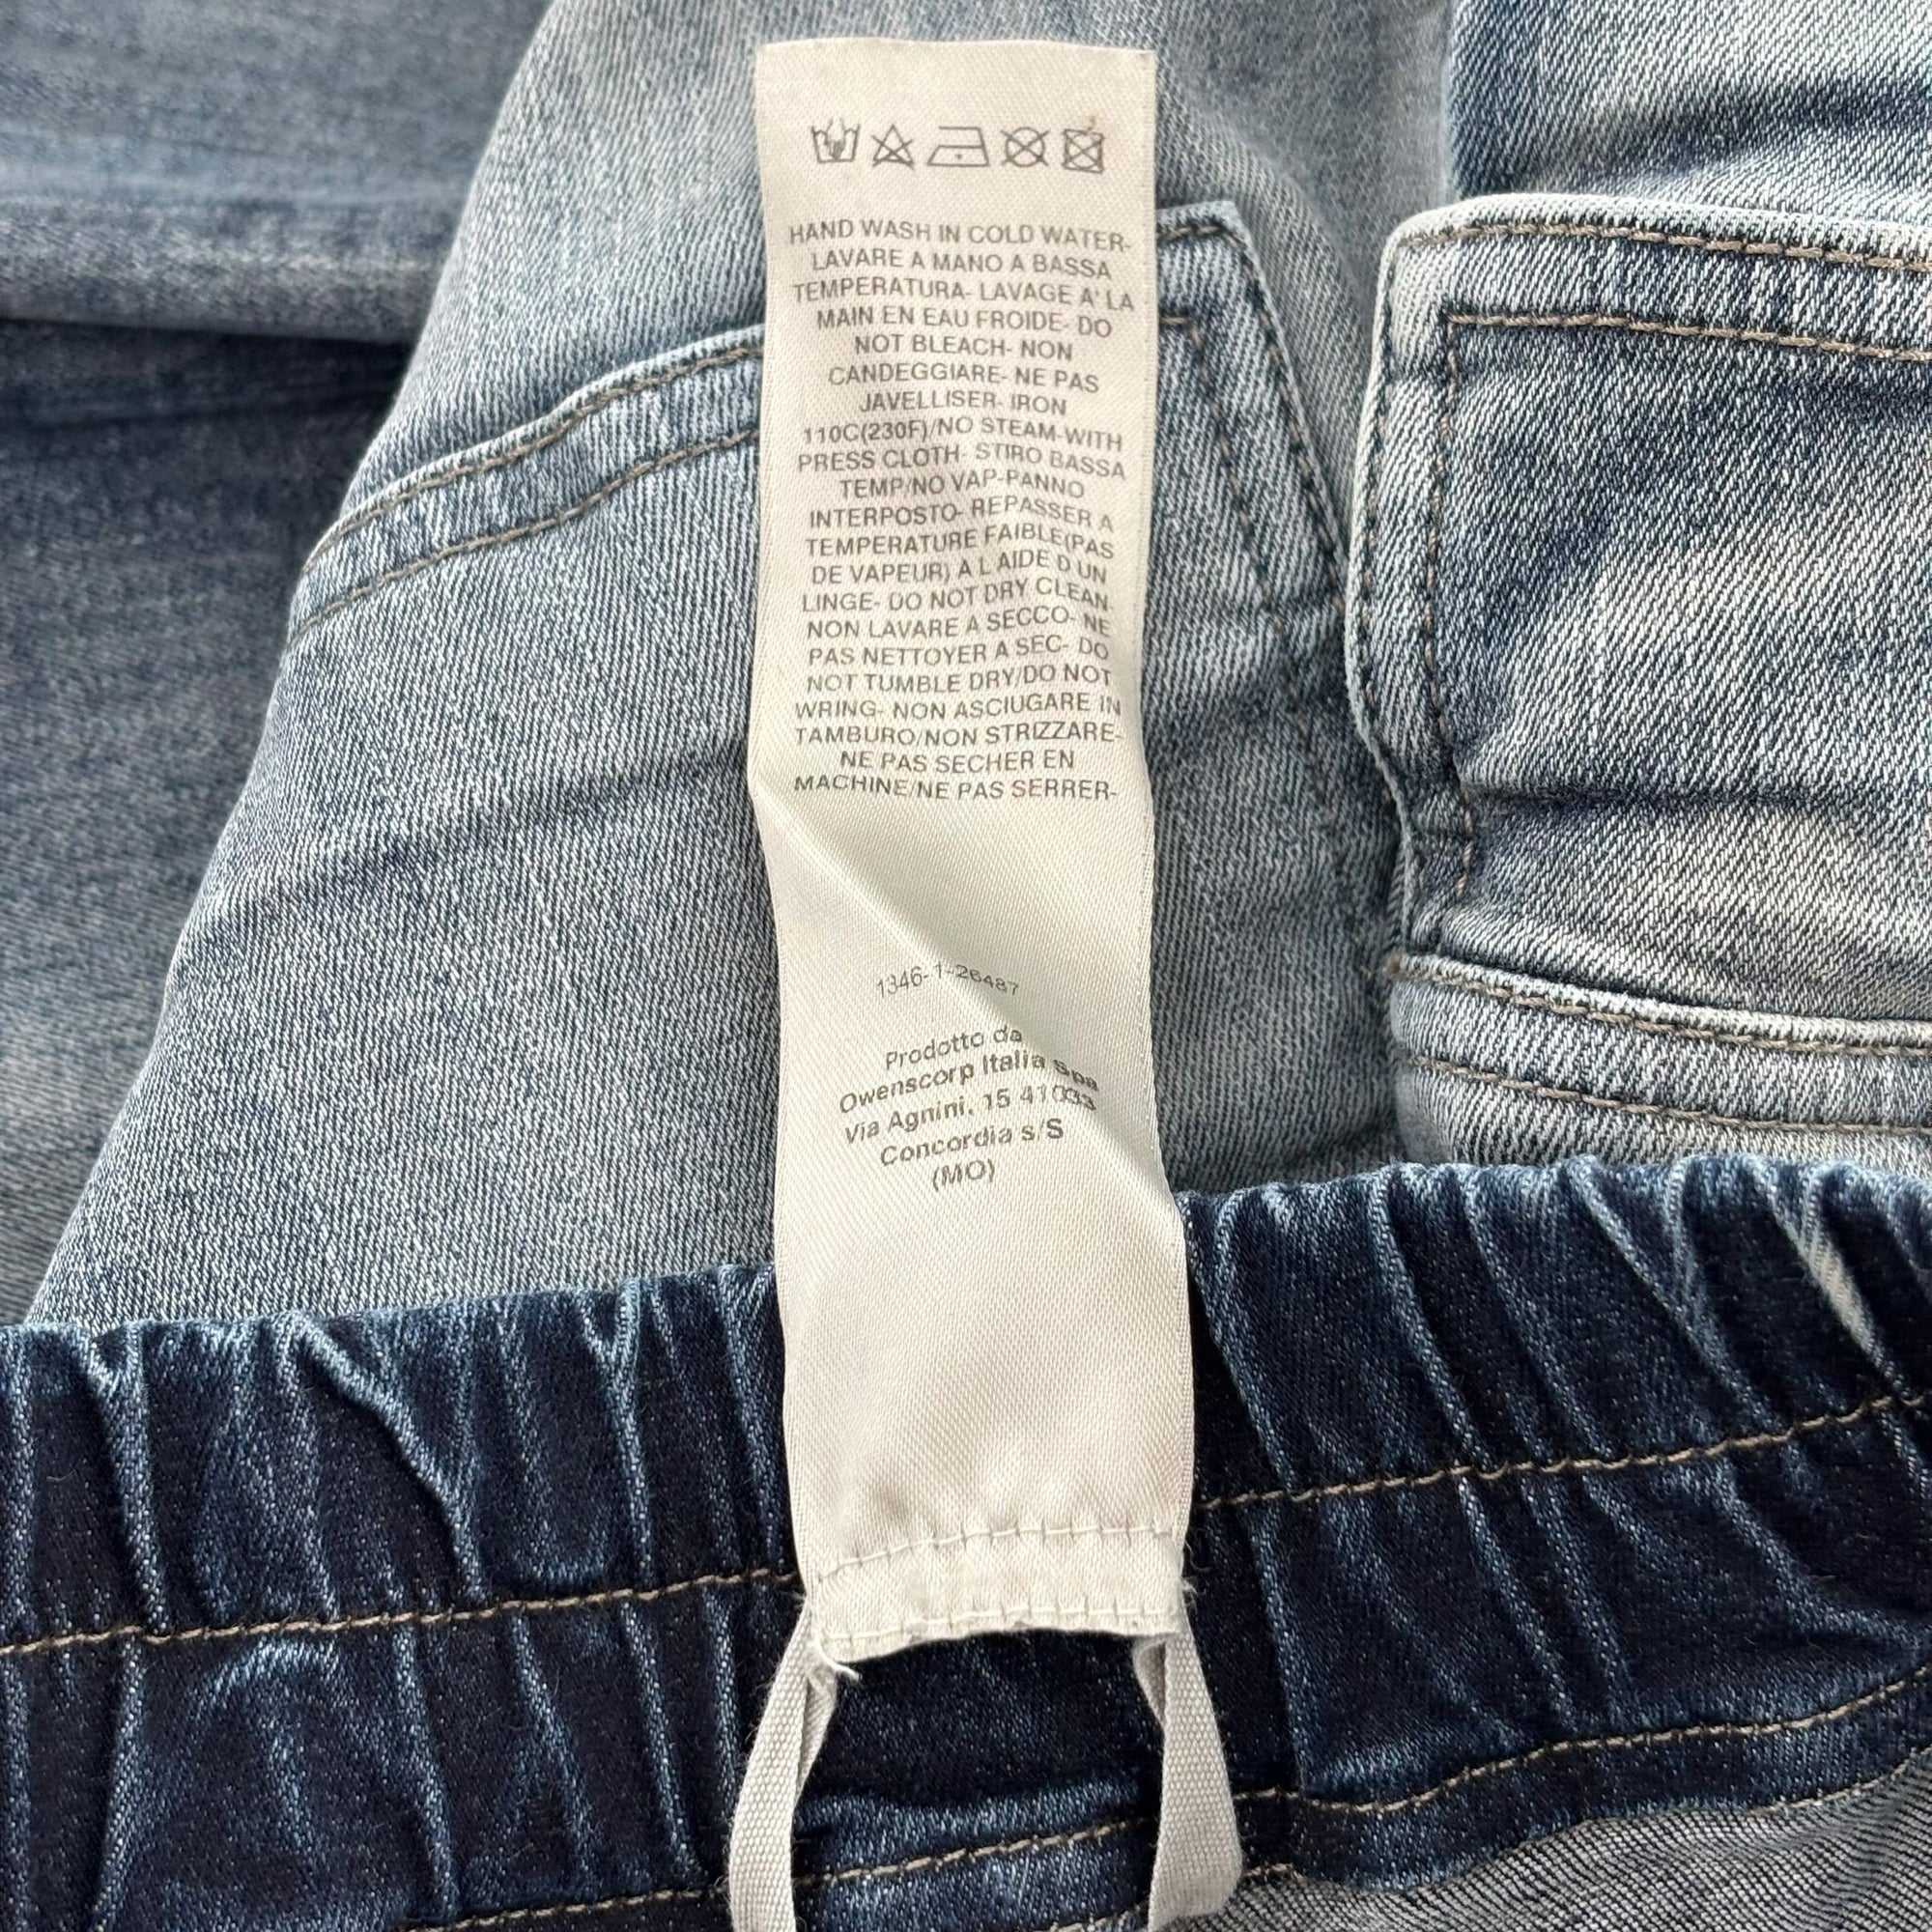 HAND WASH IN COLD WATER-
LAVARE A MANO A BASSA
TEMPERATURA- LAVAGE A' LA
MAIN EN EAU FROIDE- DO
NOT BLEACH- NON
CANDEGGIARE- NE PAS
JAVELLISER- IRON
110C(230F)/NO STEAM-WITH
PRESS CLOTH- STIRO BASSA
TEMP/NO VAP-PANNO
INTERPOSTO- REPASSER A
TEMPERATURE FAIBLE(PAS
DE VAPEUR) A L AIDE D UN
LINGE- DO NOT DRY CLEAN-
NON LAVARE A SECCO- NE
PAS NETTOYER A SEC- DO
NOT TUMBLE DRY/DO NOT
WRING- NON ASCIUGARE IN
TAMBURO/NON STRIZZARE-
NE PAS SECHER EN
MACHINE/NE PAS SERRER-
1346-1-26487
Prodotto da
Owenscorp Italia Spa
Via Agnini, 15 41033
Concordia s/S
(MO)